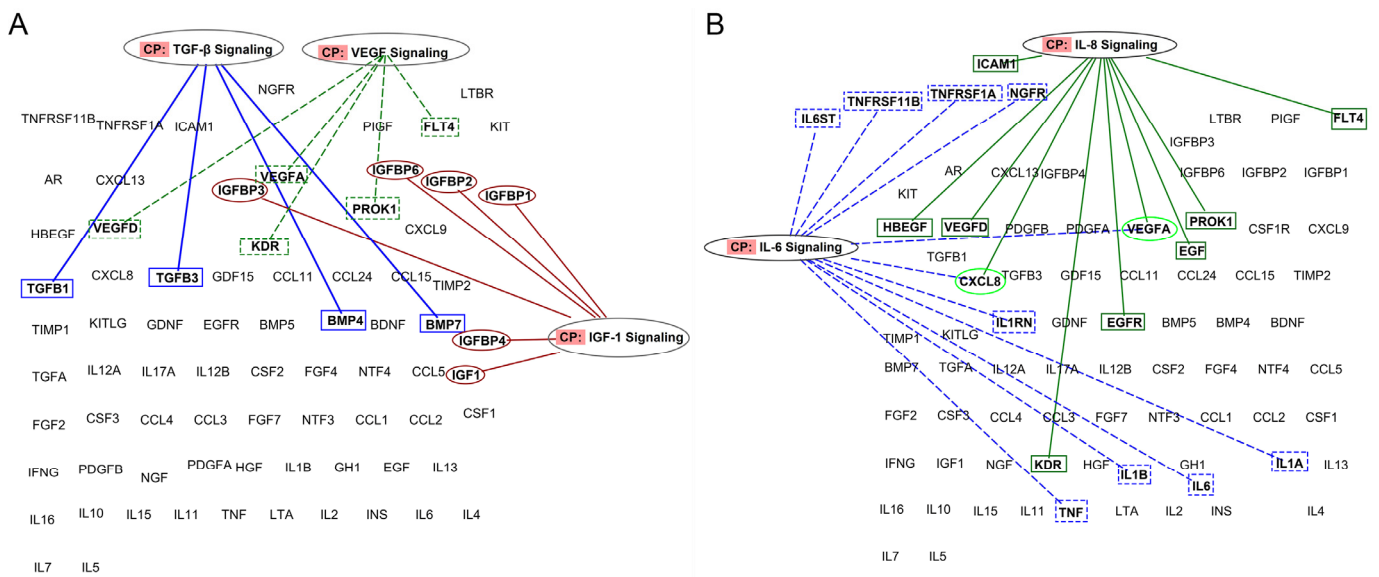 A
CP: TGF-β Signaling
CP: VEGF Signaling
NGFR
LTBR
TNFRSF11B
TNFRSF1A
ICAM1
PIGF
FLT4
KIT
IGFBP6
IGFBP2
IGFBP1
AR
CXCL13
IGFBP3
VEGFA
PROK1
HBEGF
VEGFD
KDR
CXCL9
TGFB1
CXCL8
TGFB3
GDF15
CCL11
CCL24
CCL15
TIMP2
TIMP1
KITLG
GDNF
EGFR
BMP5
BMP4
BDNF
BMP7
IGFBP4
CP: IGF-1 Signaling
TGFA
IL12A
IL17A
IL12B
CSF2
FGF4
NTF4
CCL5
IGF1
FGF2
CSF3
CCL4
CCL3
FGF7
NTF3
CCL1
CCL2
CSF1
IFNG
PDGFB
NGF
PDGFA
HGF
IL1B
GH1
EGF
IL13
IL16
IL10
IL15
IL11
TNF
LTA
IL2
INS
IL6
IL4
IL7
IL5
B
CP: IL-8 Signaling
ICAM1
IL6ST
TNFRSF11B
TNFRSF1A
NGFR
LTBR
PIGF
FLT4
IGFBP3
AR
CXCL13
IGFBP4
IGFBP6
IGFBP2
IGFBP1
KIT
HBEGF
VEGFD
PDGFB
PDGFA
VEGFA
PROK1
CSF1R
CXCL9
CP: IL-6 Signaling
TGFB1
EGF
CXCL8
TGFB3
GDF15
CCL11
CCL24
CCL15
TIMP2
TIMP1
KITLG
IL1RN
GDNF
EGFR
BMP5
BMP4
BDNF
BMP7
TGFA
IL12A
IL17A
IL12B
CSF2
FGF4
NTF4
CCL5
FGF2
CSF3
CCL4
CCL3
FGF7
NTF3
CCL1
CCL2
CSF1
IFNG
IGF1
NGF
KDR
HGF
IL1B
GH1
IL6
IL1A
IL13
IL16
IL10
IL15
IL11
TNF
LTA
IL2
INS
IL4
IL7
IL5